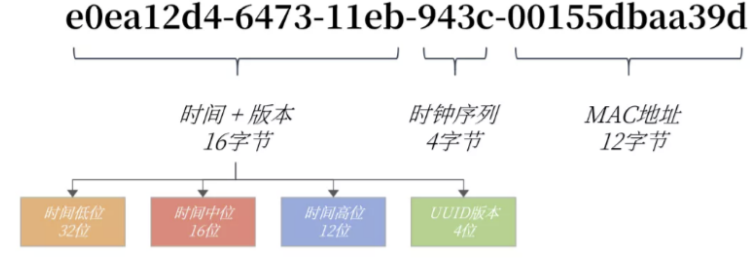 e0ea12d4-6473-11eb-943c-00155dbaa39d
时间 + 版本
16字节
时钟序列
4字节
MAC地址
12字节
时间低位
32位
时间中位
16位
时间高位
12位
UUID版本
4位